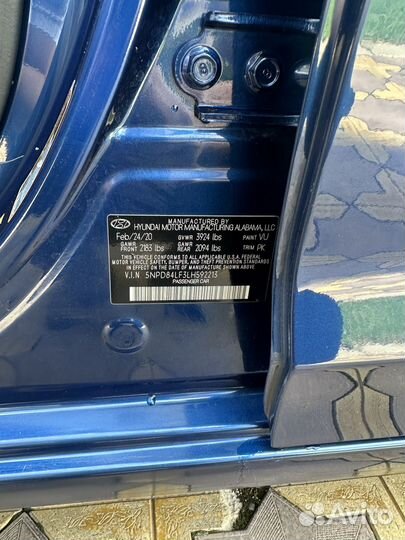 MANUFACTURED BY
HYUNDAI MOTOR MANUFACTURING ALABAMA, LLC
Feb/24/20 GVWR 3924 lbs PAINT VU
GAWR FRONT 2183 lbs GAWR REAR 2094 lbs TRIM PK
THIS VEHICLE CONFORMS TO ALL APPLICABLE U.S.A. FEDERAL
MOTOR VEHICLE SAFETY, BUMPER, AND THEFT PREVENTION
STANDARDS IN EFFECT ON THE DATE OF MANUFACTURE SHOWN ABOVE.
V.I.N 5NPD84LF3LH592213
PASSENGER CAR
Avito